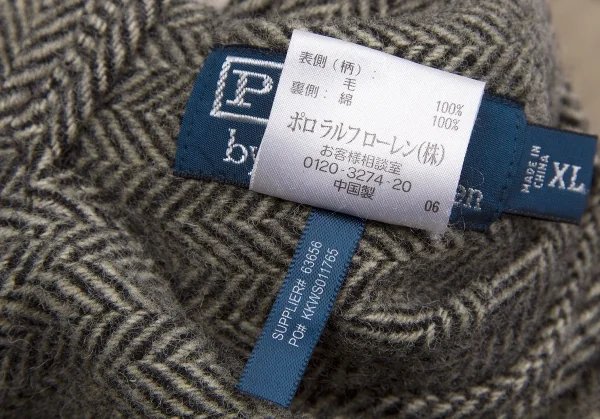 表側（柄）：
毛 100%
裏側：綿 100%
ポロ ラルフ ローレン(株)
お客様相談室
0120-3274-20
中国製
06
P
by
en
MADE IN
CHINA
XL
SUPPLIER# 63656
PO# KKWS011765